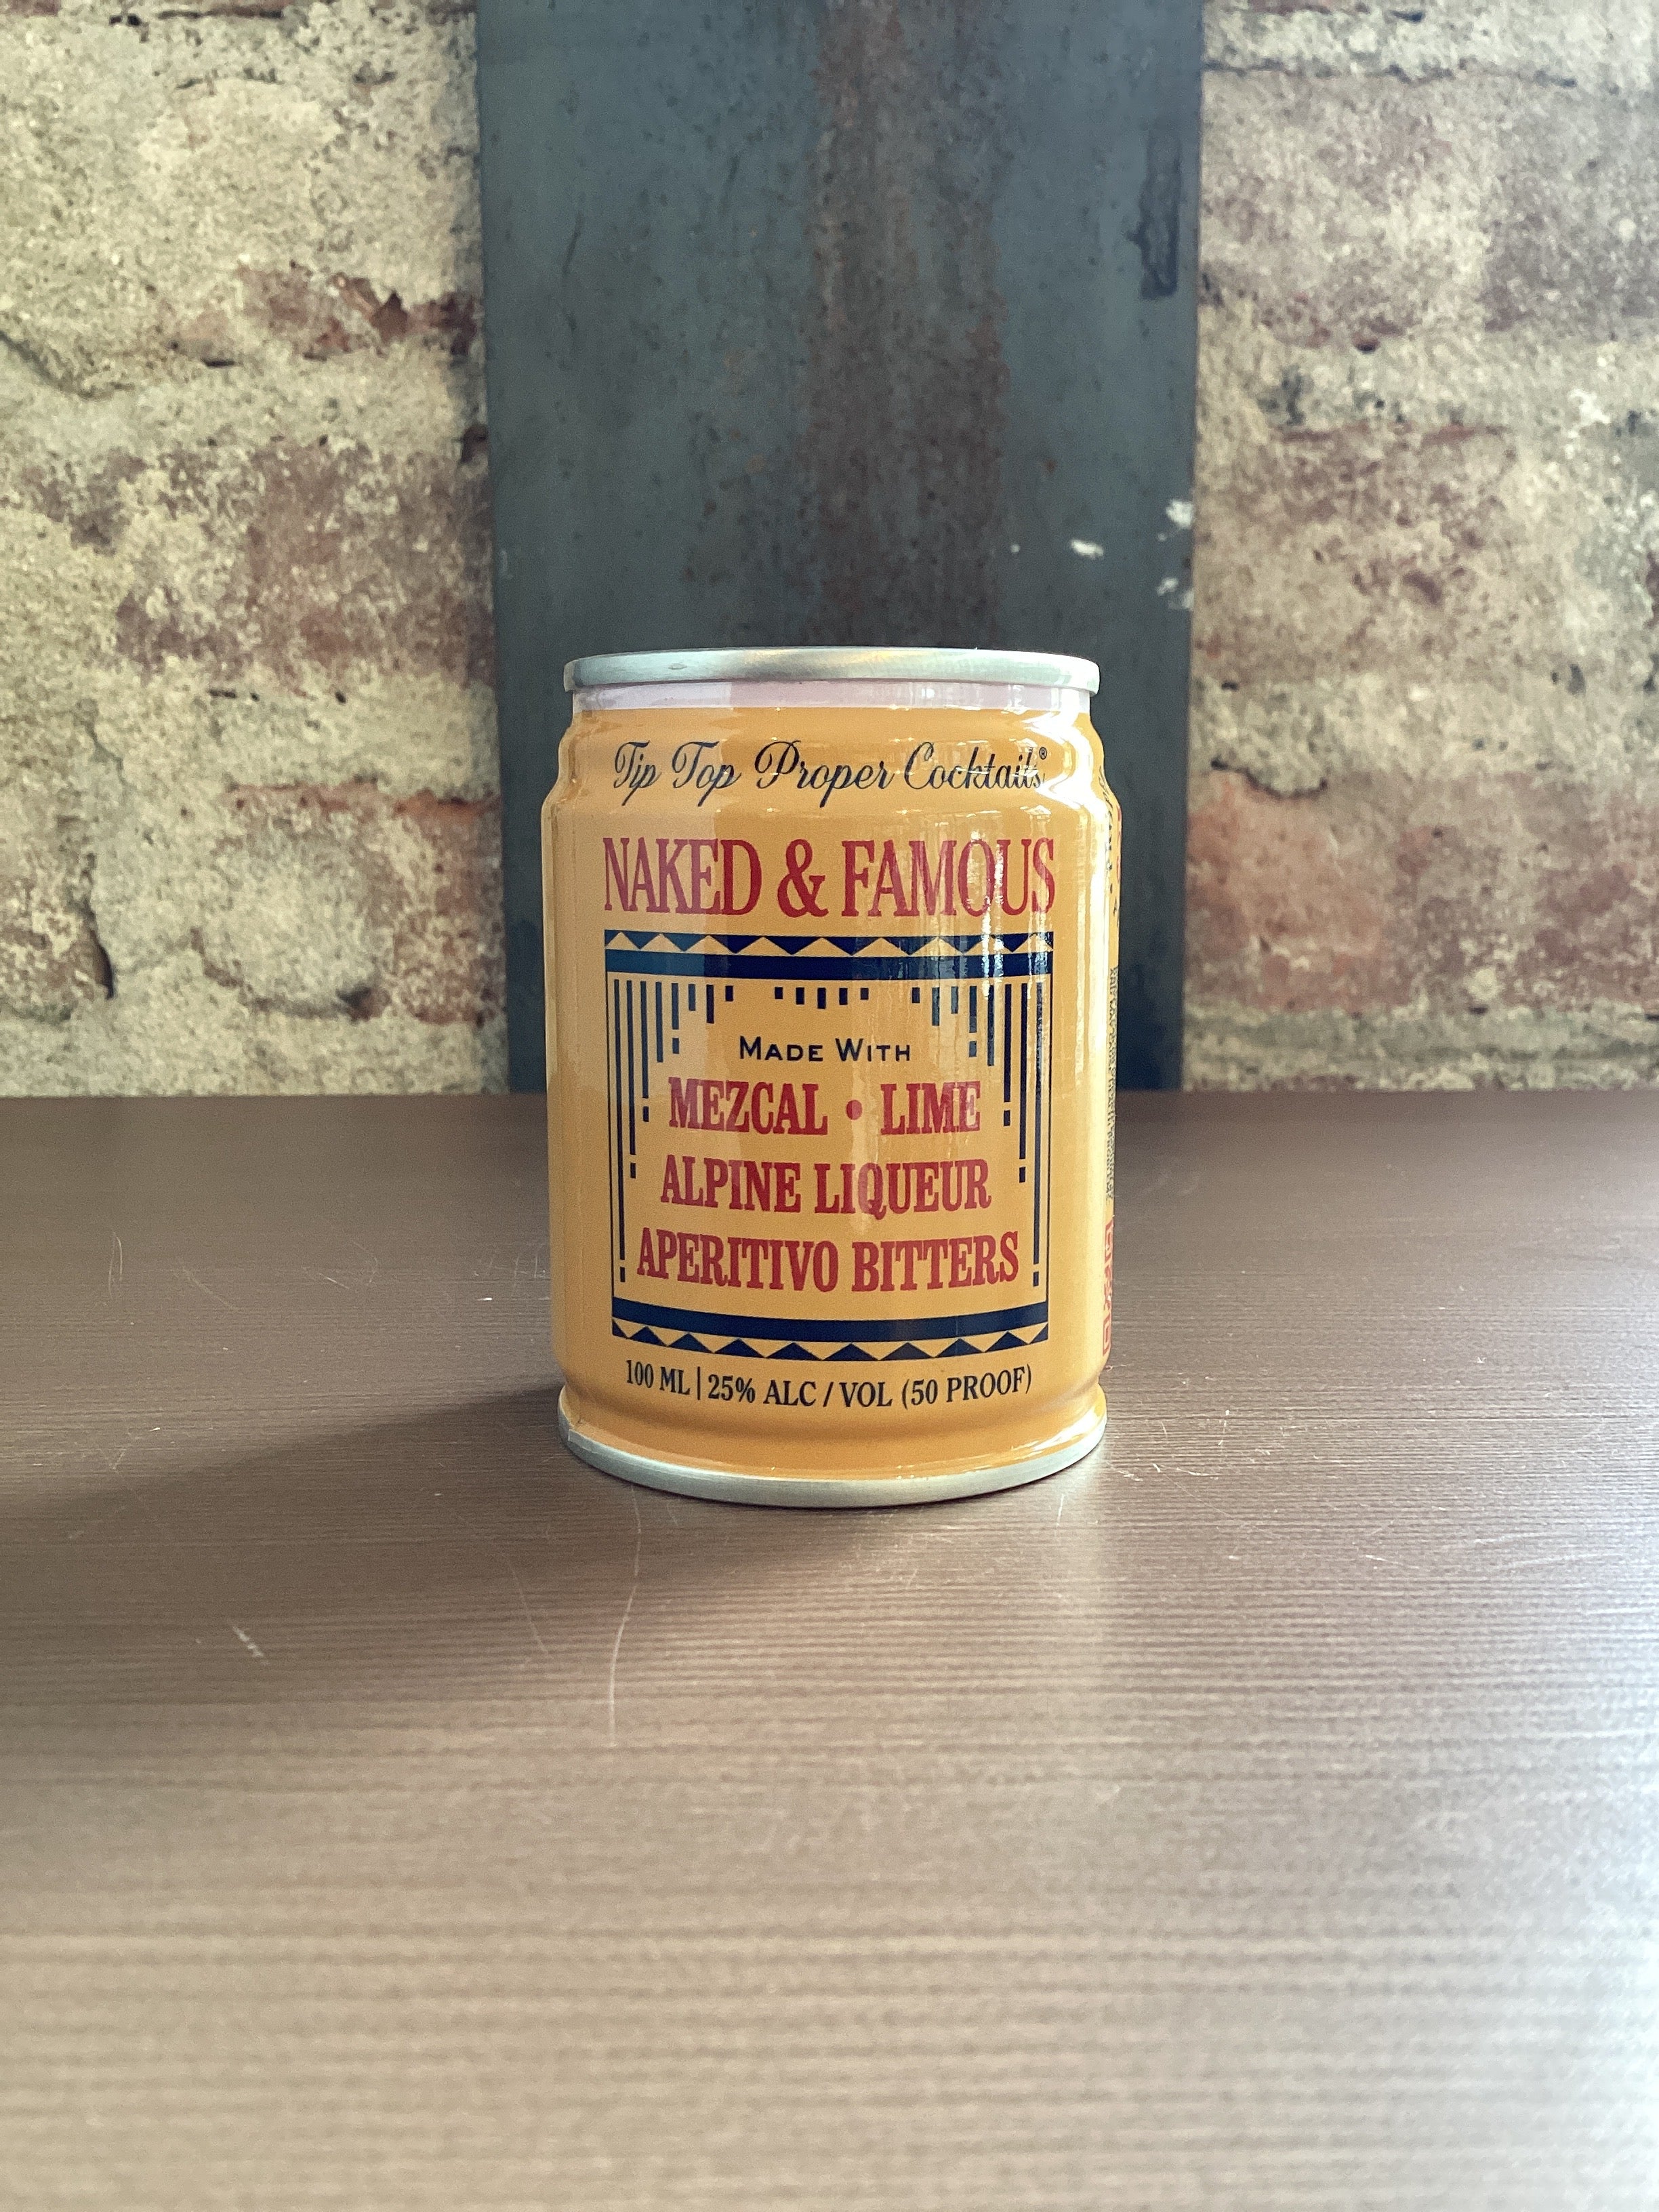 Tip Top Proper Cocktails®
NAKED & FAMOUS
MADE WITH
MEZCAL • LIME
ALPINE LIQUEUR
APERITIVO BITTERS
100 ML | 25% ALC / VOL (50 PROOF)